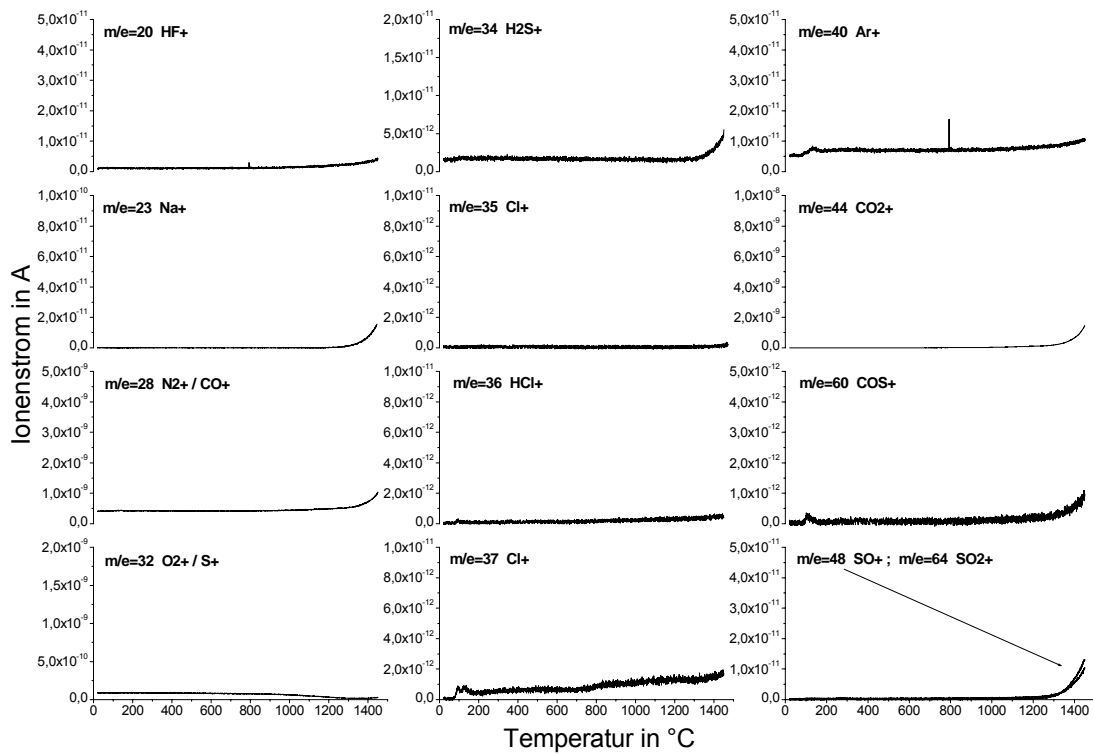 m/e=20 HF+
5,0x10-11
4,0x10-11
3,0x10-11
2,0x10-11
1,0x10-11
0,0
m/e=34 H2S+
2,0x10-11
1,5x10-11
1,0x10-11
5,0x10-12
0,0
m/e=40 Ar+
5,0x10-11
4,0x10-11
3,0x10-11
2,0x10-11
1,0x10-11
0,0
m/e=23 Na+
1,0x10-10
8,0x10-11
6,0x10-11
4,0x10-11
2,0x10-11
0,0
m/e=35 Cl+
1,0x10-11
8,0x10-12
6,0x10-12
4,0x10-12
2,0x10-12
0,0
m/e=44 CO2+
1,0x10-8
8,0x10-9
6,0x10-9
4,0x10-9
2,0x10-9
0,0
Ionenstrom in A
m/e=28 N2+ / CO+
5,0x10-9
4,0x10-9
3,0x10-9
2,0x10-9
1,0x10-9
0,0
m/e=36 HCl+
1,0x10-11
8,0x10-12
6,0x10-12
4,0x10-12
2,0x10-12
0,0
m/e=60 COS+
5,0x10-12
4,0x10-12
3,0x10-12
2,0x10-12
1,0x10-12
0,0
m/e=32 O2+ / S+
2,0x10-9
1,5x10-9
1,0x10-9
5,0x10-10
0,0
0 200 400 600 800 1000 1200 1400
m/e=37 Cl+
1,0x10-11
8,0x10-12
6,0x10-12
4,0x10-12
2,0x10-12
0,0
0 200 400 600 800 1000 1200 1400
m/e=48 SO+ ; m/e=64 SO2+
5,0x10-11
4,0x10-11
3,0x10-11
2,0x10-11
1,0x10-11
0,0
0 200 400 600 800 1000 1200 1400
Temperatur in °C